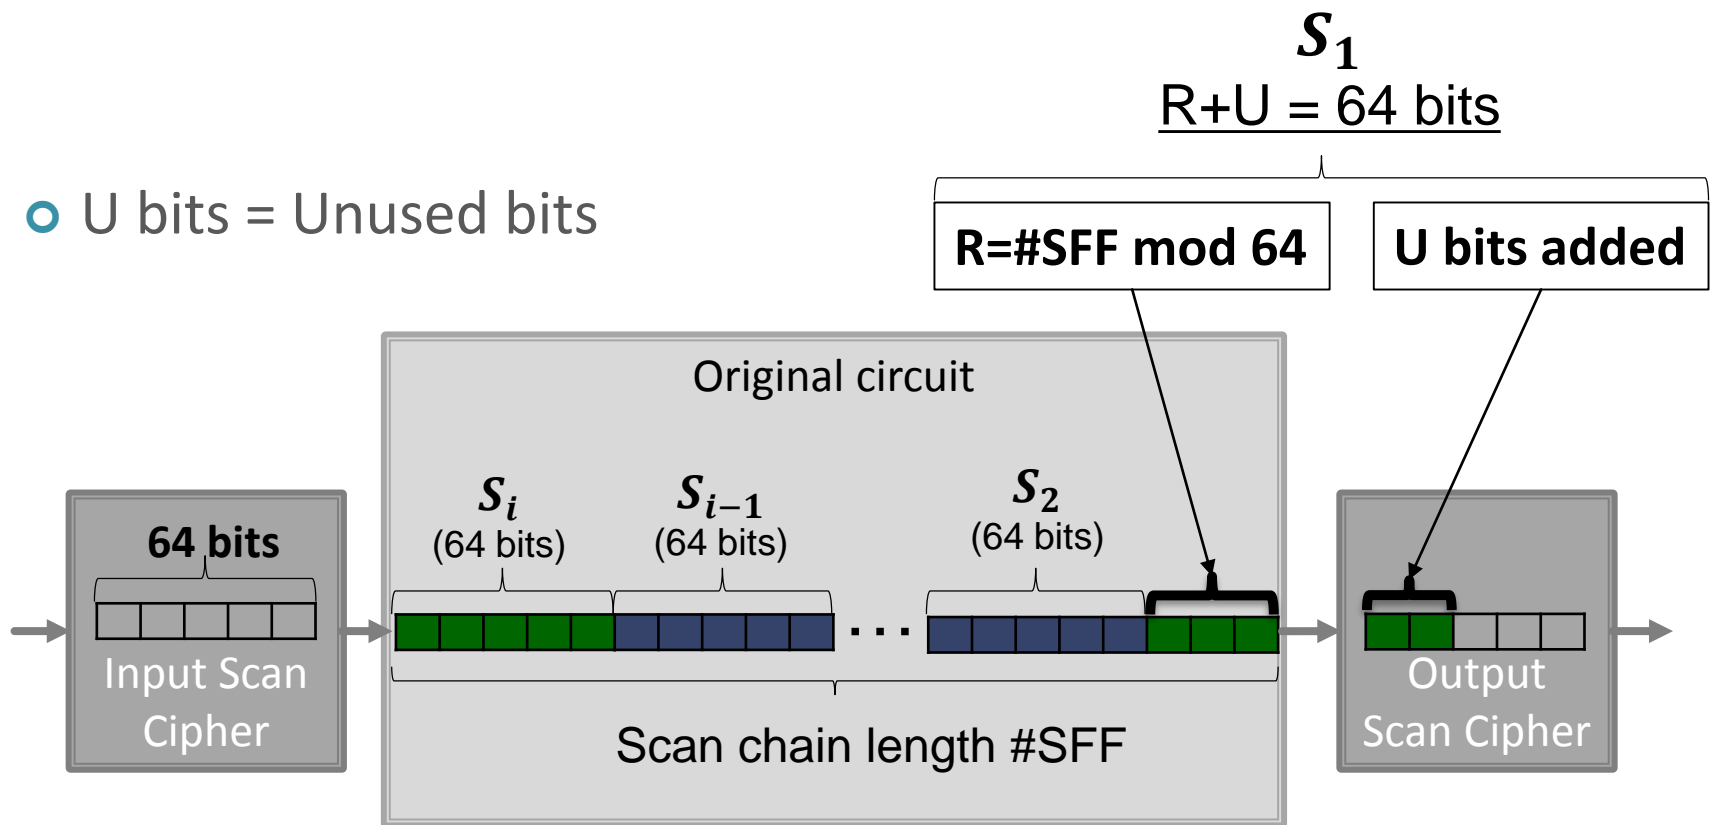 S₁
R+U = 64 bits
U bits = Unused bits
R=#SFF mod 64
U bits added
Original circuit
Sᵢ
(64 bits)
Sᵢ₋₁
(64 bits)
S₂
(64 bits)
64 bits
...
Input Scan
Cipher
Output
Scan Cipher
Scan chain length #SFF